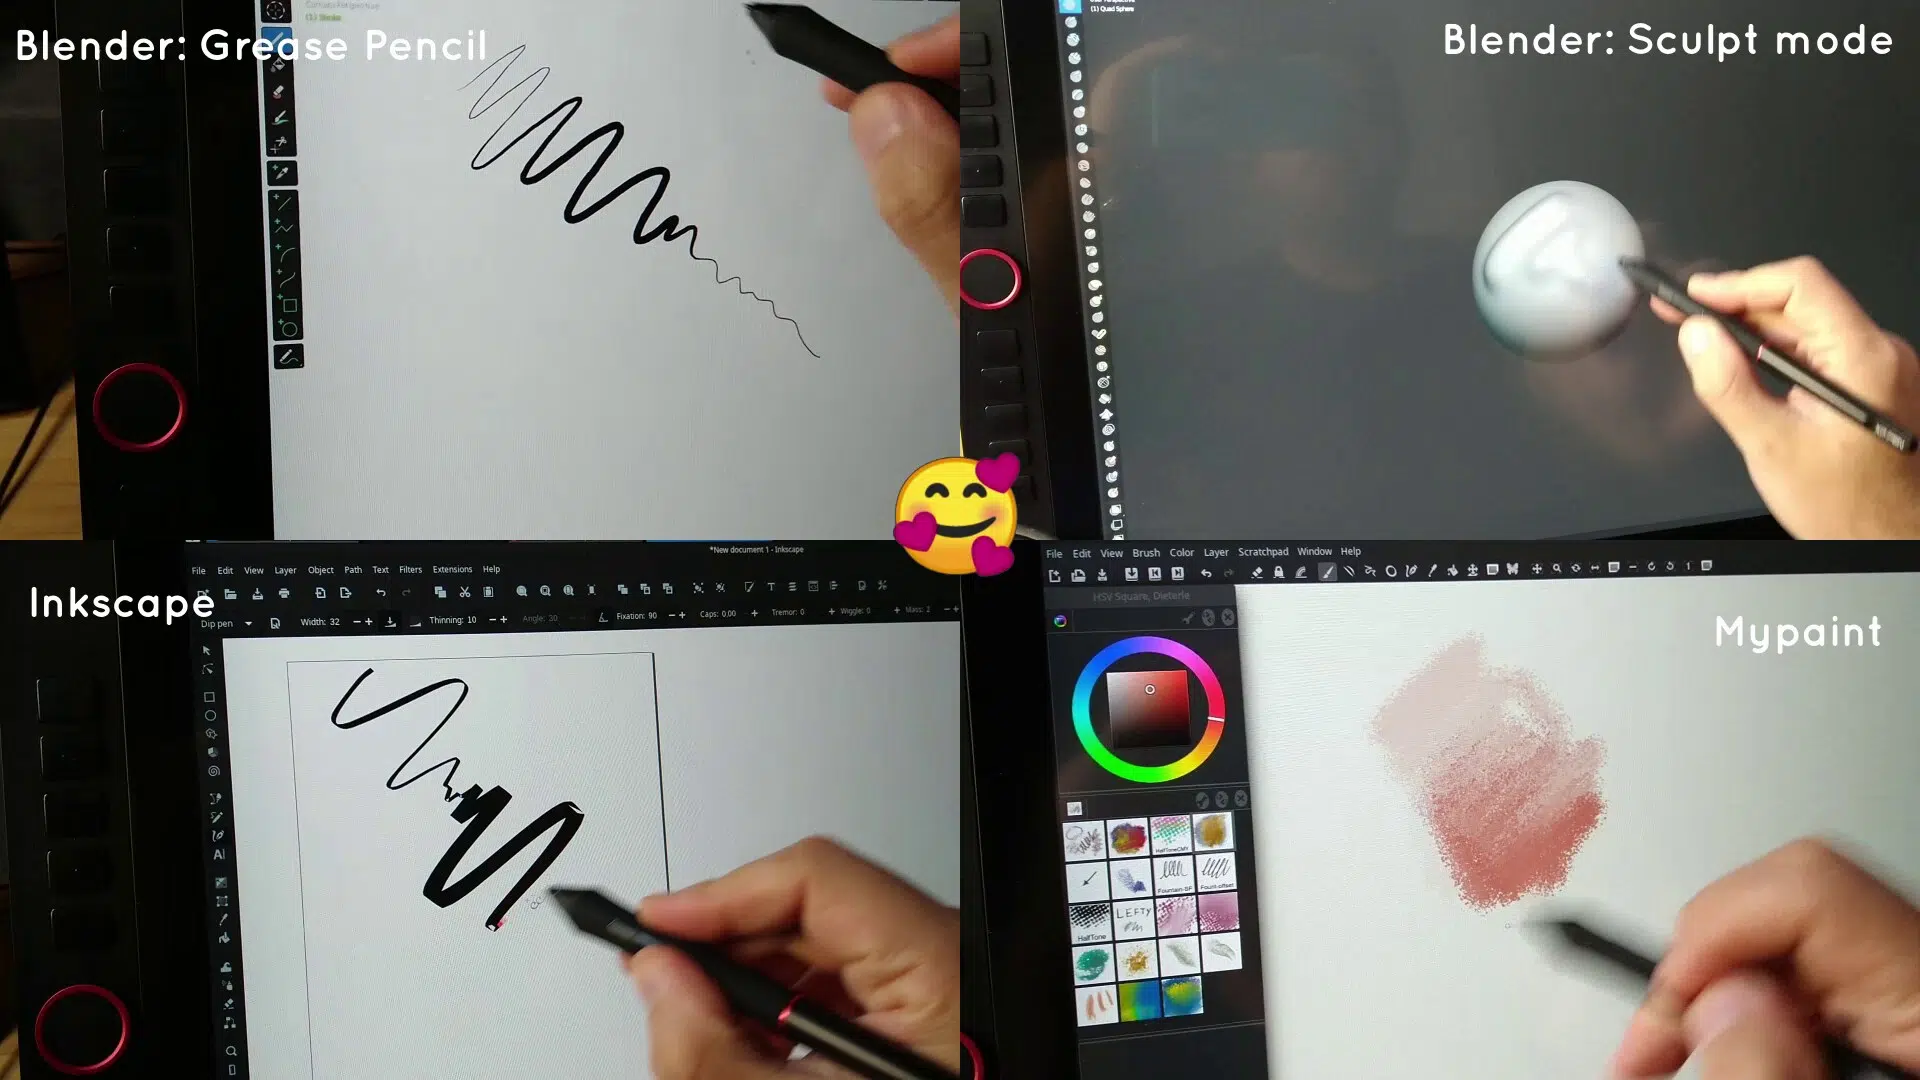 Blender: Grease Pencil
(1) Stroke
Blender: Sculpt mode
(1) Quad Sphere
*New document 1 - Inkscape
File Edit View Layer Object Path Text Filters Extensions Help
Inkscape
Dip pen Width: 32 Thinning: 10 Angle: 30 Fixation: 90 Caps: 0.00 Tremor: 0 Wiggle: 0 Mass: 2
File Edit View Brush Color Layer Scratchpad Window Help
HSV Square, Dieterle
Mypaint
HalfToneCMY
Fountain-SF
Fount-offset
HalfTone
LEFTY